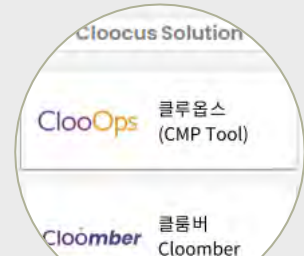 Cloocus Solution
ClooOps
클루옵스
(CMP Tool)
Cloomber
클룸버
Cloomber